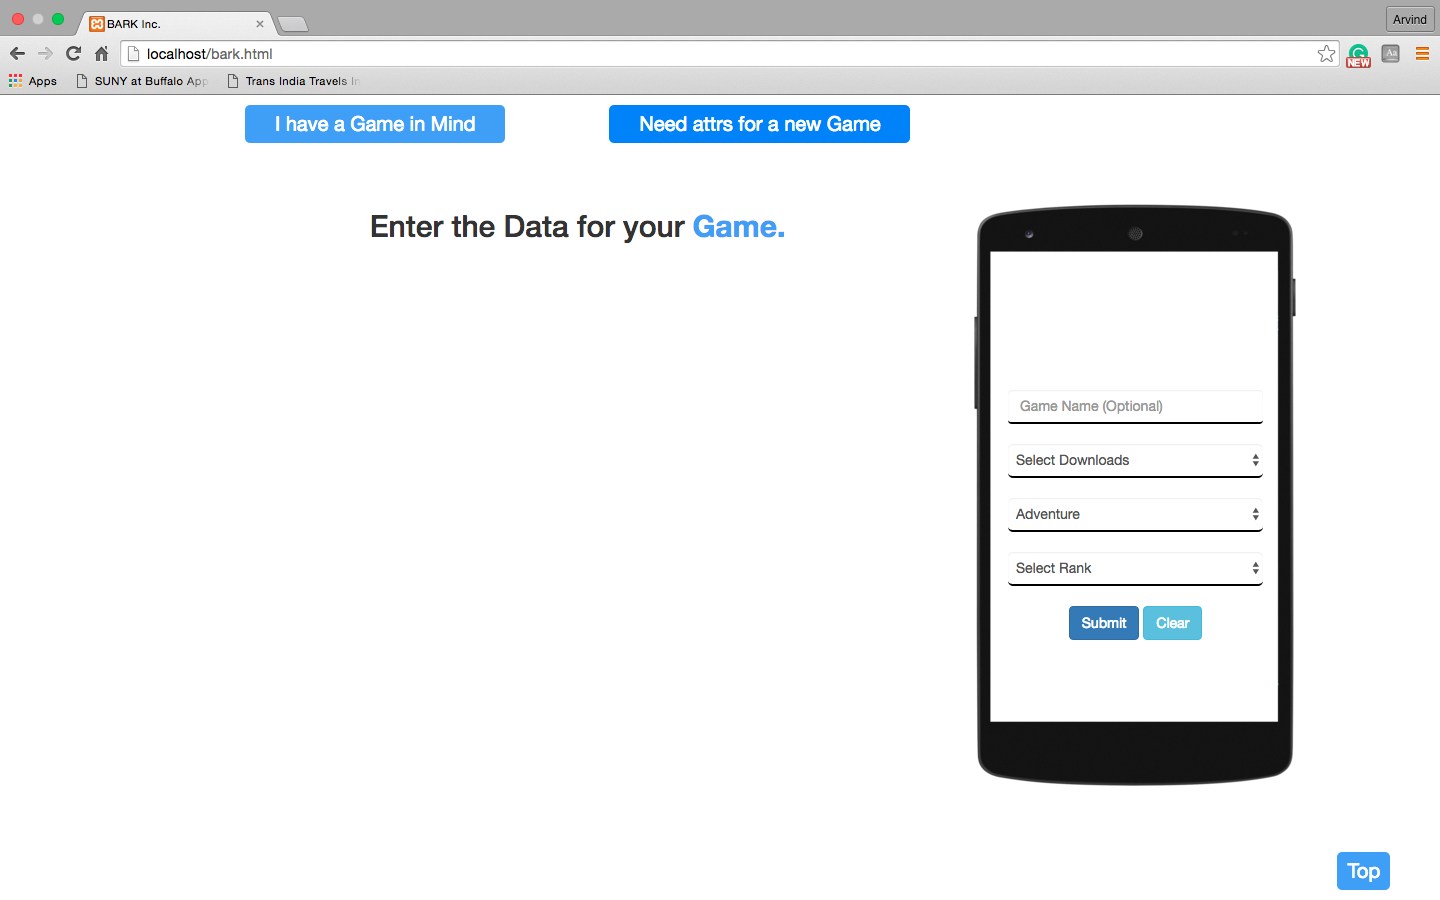 BARK Inc.
Arvind
localhost/bark.html
NEW
Aa
Apps
SUNY at Buffalo App
Trans India Travels In
I have a Game in Mind
Need attrs for a new Game
Enter the Data for your Game.
Game Name (Optional)
Select Downloads
Adventure
Select Rank
Submit Clear
Top